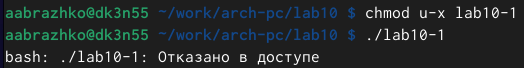 aabrazhko@dk3n55 ~/work/arch-pc/lab10 $ chmod u-x lab10-1
aabrazhko@dk3n55 ~/work/arch-pc/lab10 $ ./lab10-1
bash: ./lab10-1: Отказано в доступе